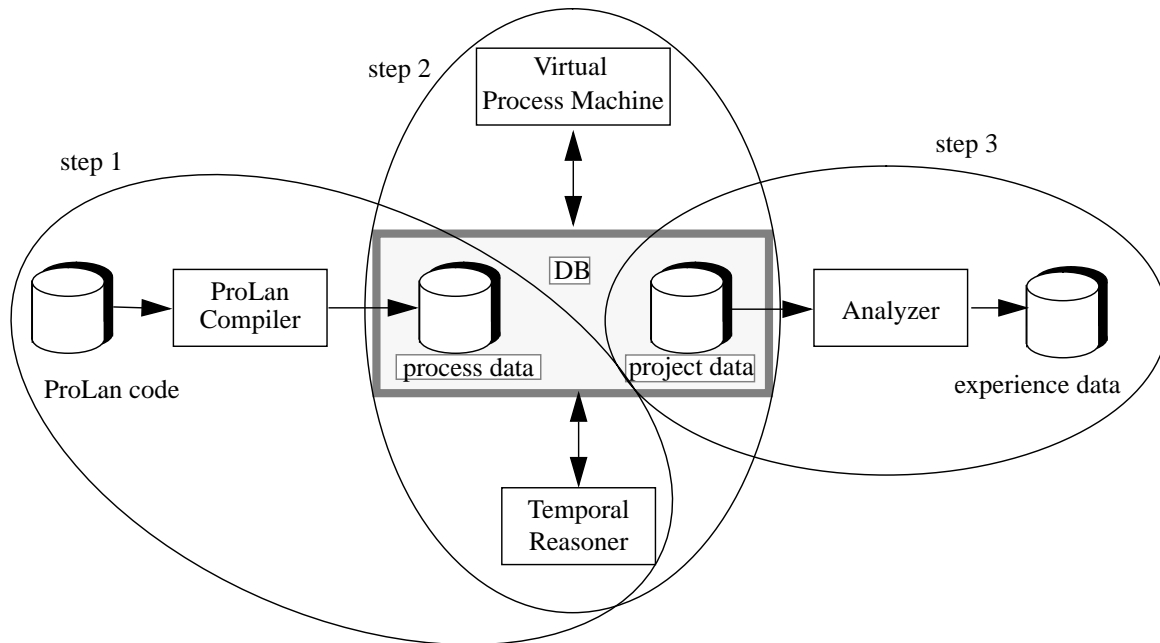 step 2
Virtual
Process Machine
step 1
step 3
DB
ProLan
Compiler
Analyzer
process data
project data
ProLan code
experience data
Temporal
Reasoner